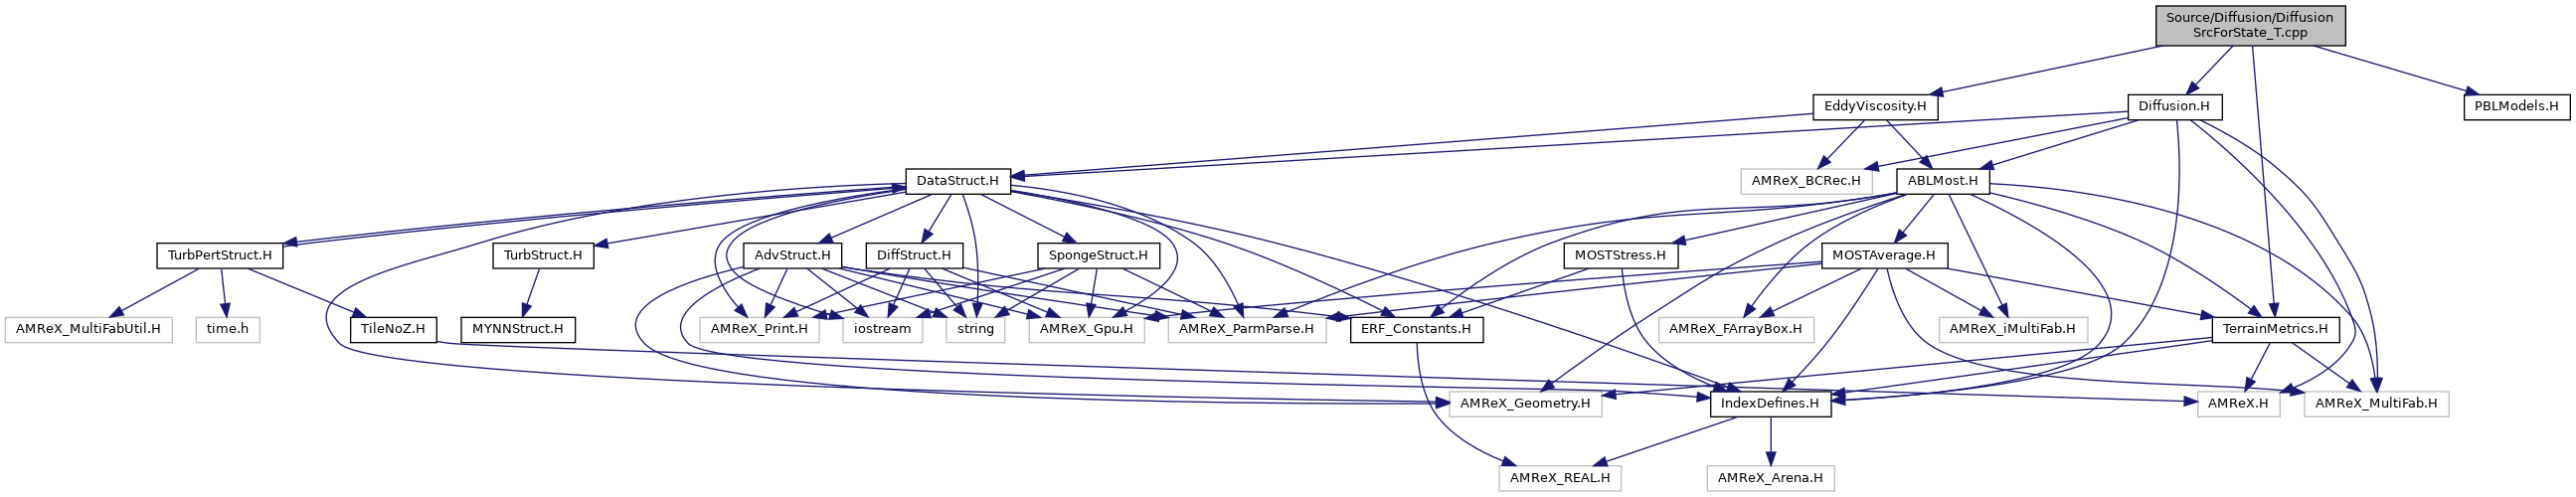 Source/Diffusion/Diffusion
SrcForState_T.cpp
EddyViscosity.H
Diffusion.H
PBLModels.H
DataStruct.H
AMReX_BCRec.H
ABLMost.H
TurbPertStruct.H
TurbStruct.H
AdvStruct.H
DiffStruct.H
SpongeStruct.H
MOSTStress.H
MOSTAverage.H
AMReX_MultiFabUtil.H
time.h
TileNoZ.H
MYNNStruct.H
AMReX_Print.H
iostream
string
AMReX_Gpu.H
AMReX_ParmParse.H
ERF_Constants.H
AMReX_FArrayBox.H
AMReX_iMultiFab.H
TerrainMetrics.H
AMReX_Geometry.H
IndexDefines.H
AMReX.H
AMReX_MultiFab.H
AMReX_REAL.H
AMReX_Arena.H